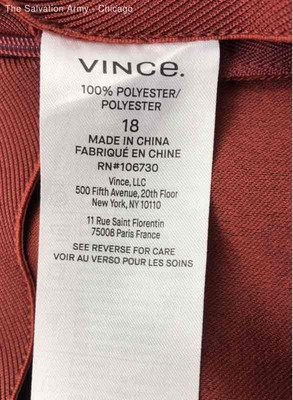 The Salvation Army - Chicago
VINCE.
100% POLYESTER/
POLYESTER
18
MADE IN CHINA
FABRIQUÉ EN CHINE
RN#106730
Vince, LLC
500 Fifth Avenue, 20th Floor
New York, NY 10110
11 Rue Saint Florentin
75008 Paris France
SEE REVERSE FOR CARE
VOIR AU VERSO POUR LES SOINS